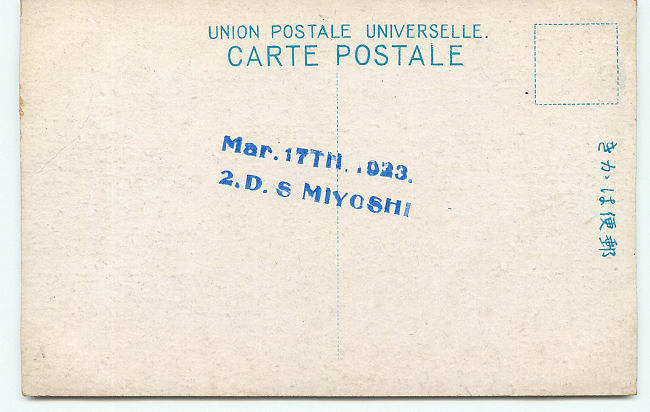 UNION POSTALE UNIVERSELLE.
CARTE POSTALE
Mar. 17TH. 1923.
2. D. S MIYOSHI
きかは便郵